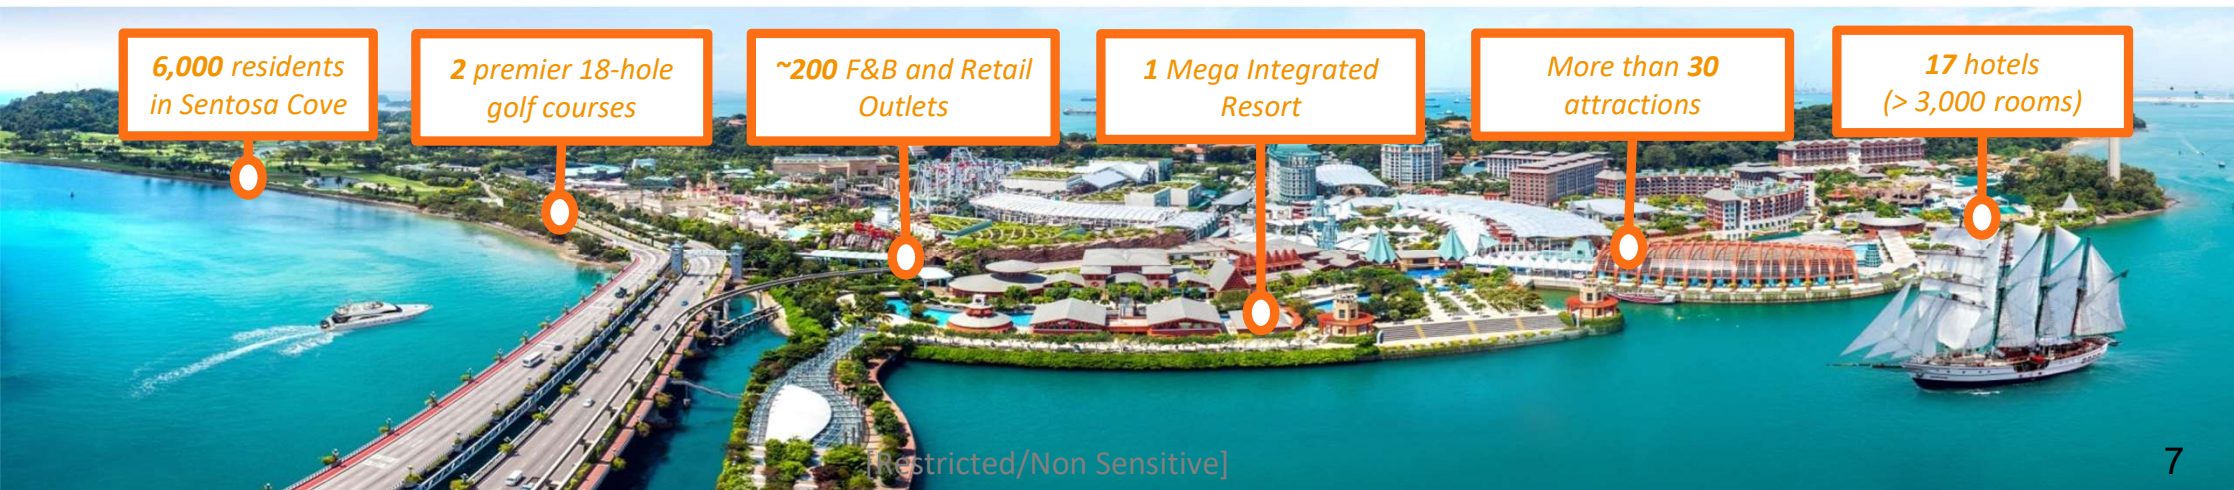 6,000 residents
in Sentosa Cove
2 premier 18-hole
golf courses
~200 F&B and Retail
Outlets
1 Mega Integrated
Resort
More than 30
attractions
17 hotels
(> 3,000 rooms)
[Restricted/Non Sensitive]
7